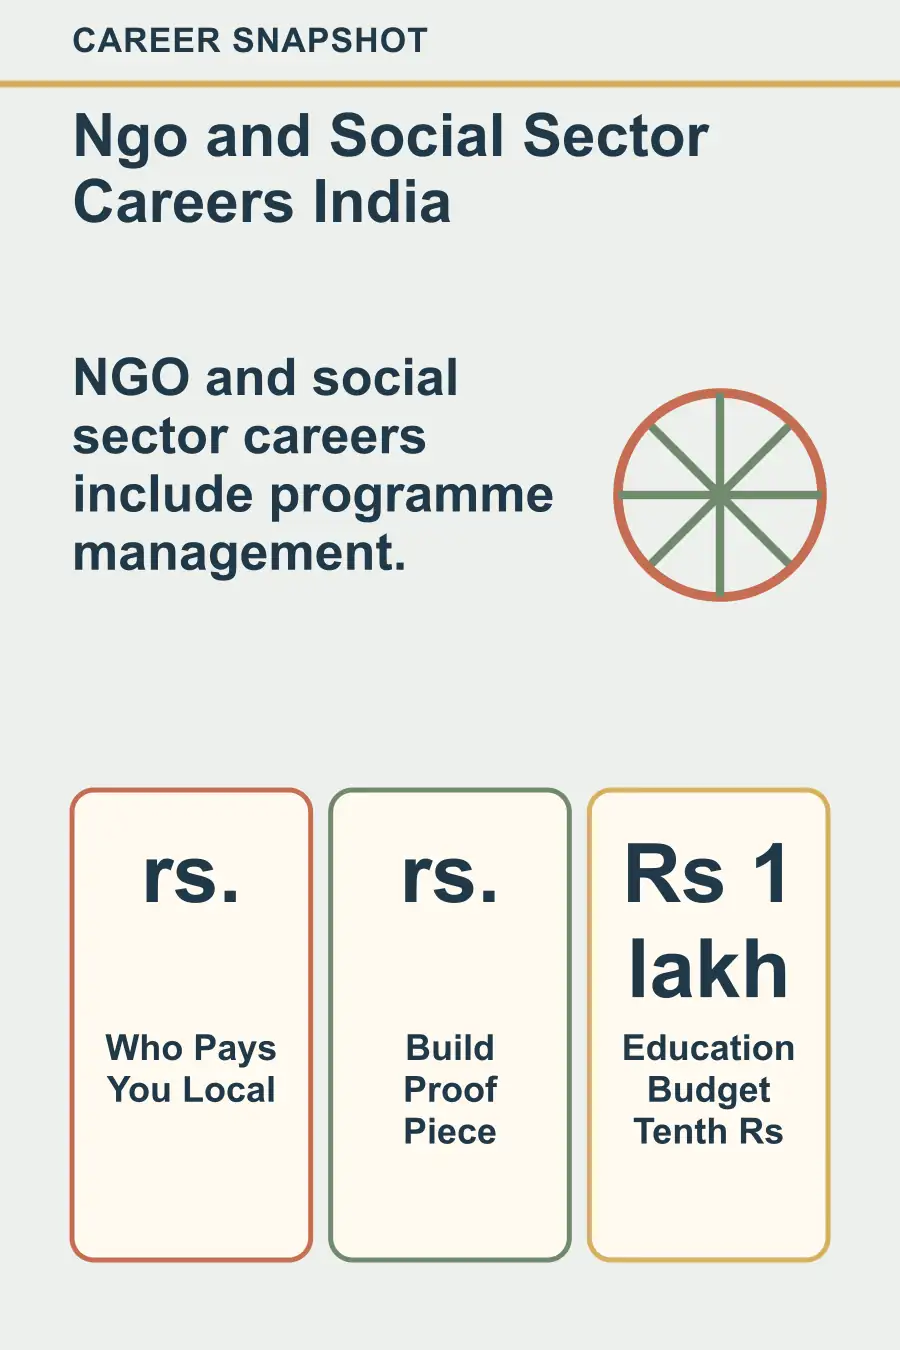 CAREER SNAPSHOT
Ngo and Social Sector
Careers India
NGO and social
sector careers
include programme
management.
rs.
Who Pays
You Local
rs.
Build
Proof
Piece
Rs 1
lakh
Education
Budget
Tenth Rs